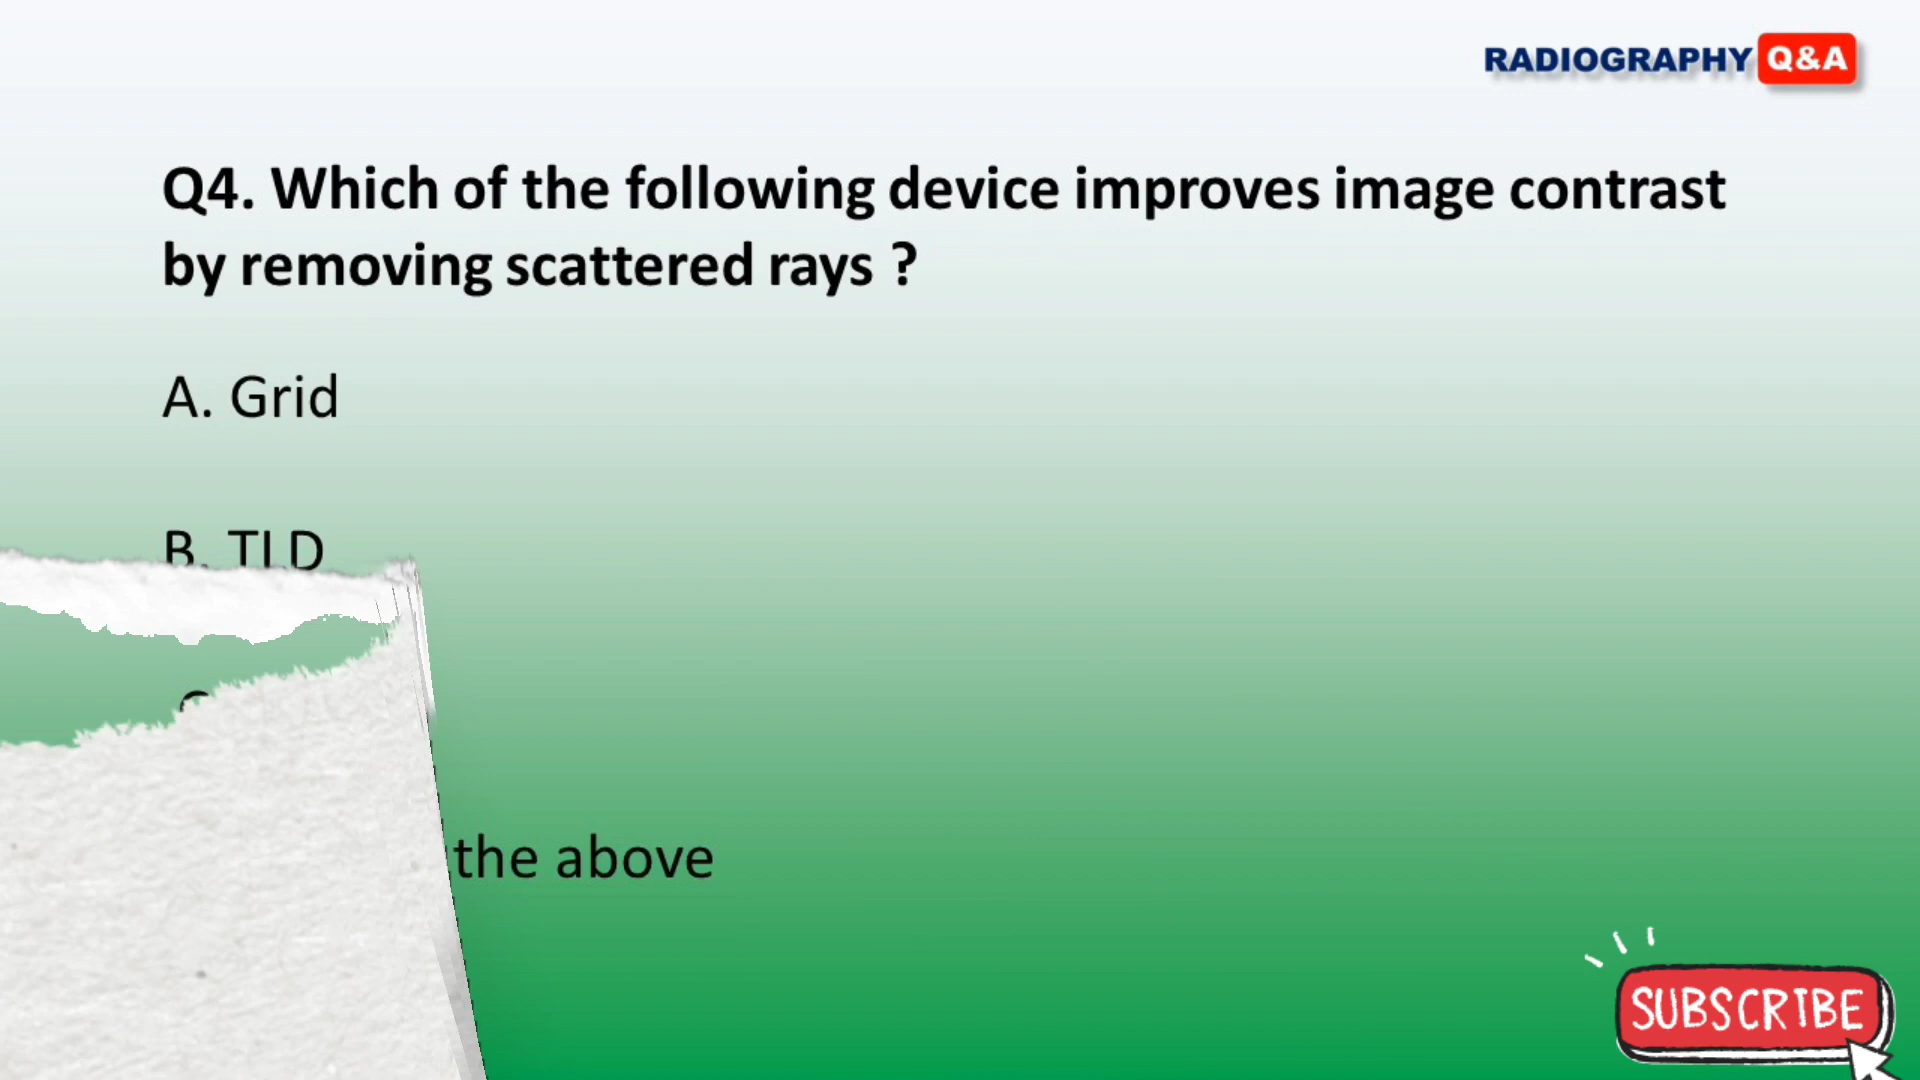 RADIOGRAPHY Q&A
Q4. Which of the following device improves image contrast
by removing scattered rays ?
A. Grid
B. TLD
the above
SUBSCRIBE